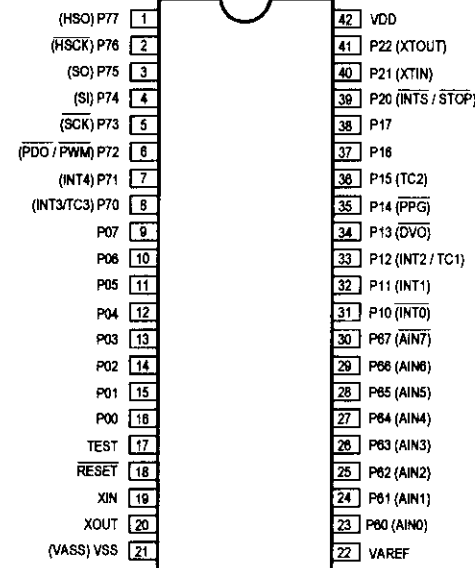 (HSO) P77 1
(HSCK) P76 2
(SO) P75 3
(SI) P74 4
(SCK) P73 5
(PDO / PWM) P72 6
(INT4) P71 7
(INT3/TC3) P70 8
P07 9
P06 10
P05 11
P04 12
P03 13
P02 14
P01 15
P00 16
TEST 17
RESET 18
XIN 19
XOUT 20
(VASS) VSS 21
42 VDD
41 P22 (XTOUT)
40 P21 (XTIN)
39 P20 (INTS / STOP)
38 P17
37 P16
36 P15 (TC2)
35 P14 (PPG)
34 P13 (DVO)
33 P12 (INT2 / TC1)
32 P11 (INT1)
31 P10 (INT0)
30 P67 (AIN7)
29 P66 (AIN6)
28 P65 (AIN5)
27 P64 (AIN4)
26 P63 (AIN3)
25 P62 (AIN2)
24 P61 (AIN1)
23 P60 (AIN0)
22 VAREF